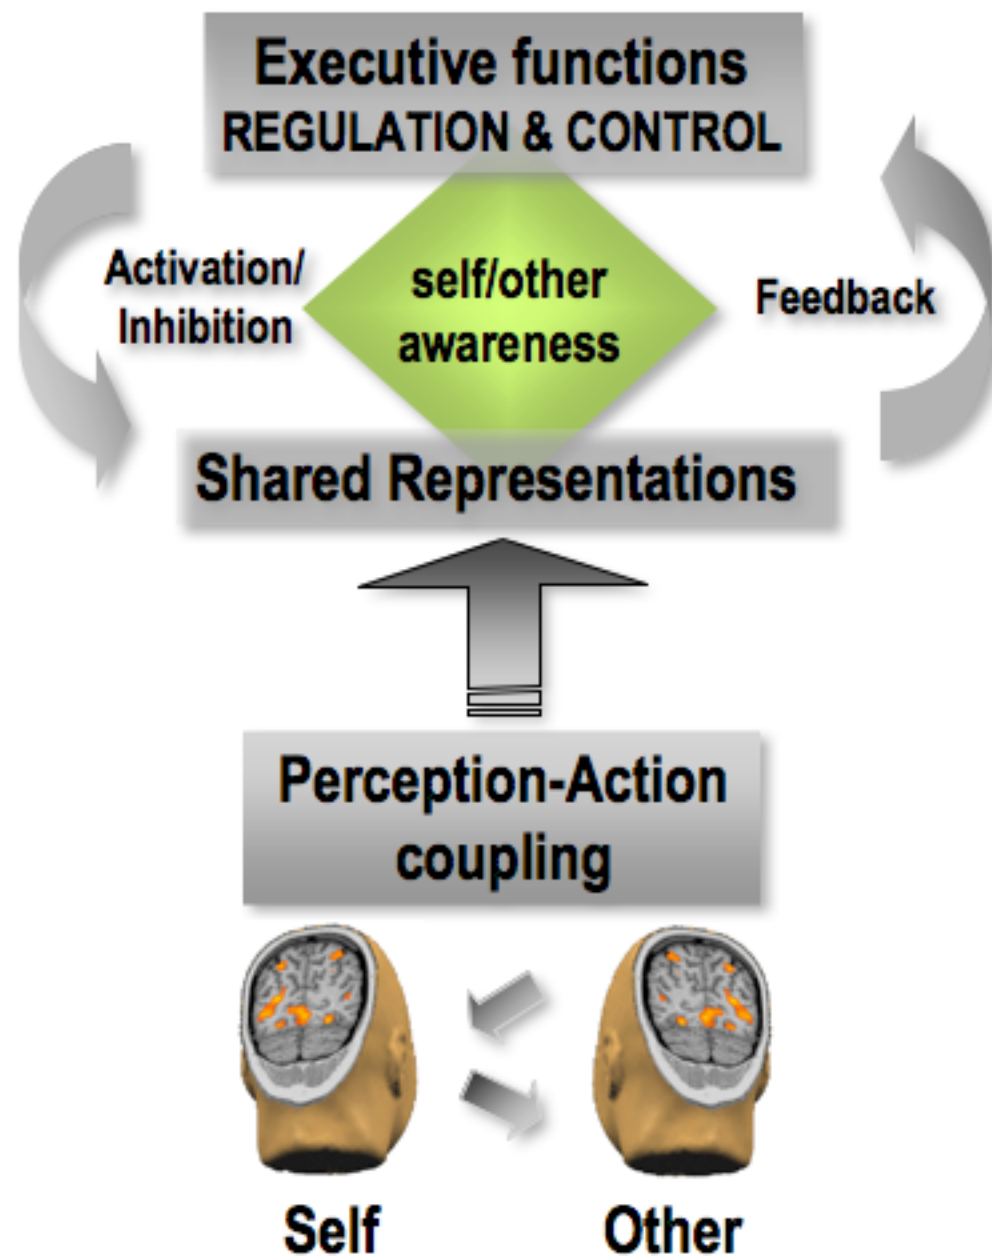 Executive functions
REGULATION & CONTROL
Activation/
Inhibition
self/other
awareness
Feedback
Shared Representations
Perception-Action
coupling
Self
Other